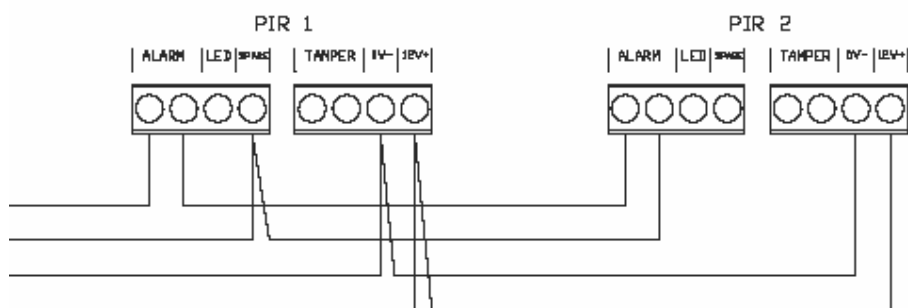 PIR 1 PIR 2
ALARM LED SPARE TAMPER 0V- 12V+ ALARM LED SPARE TAMPER 0V- 12V+